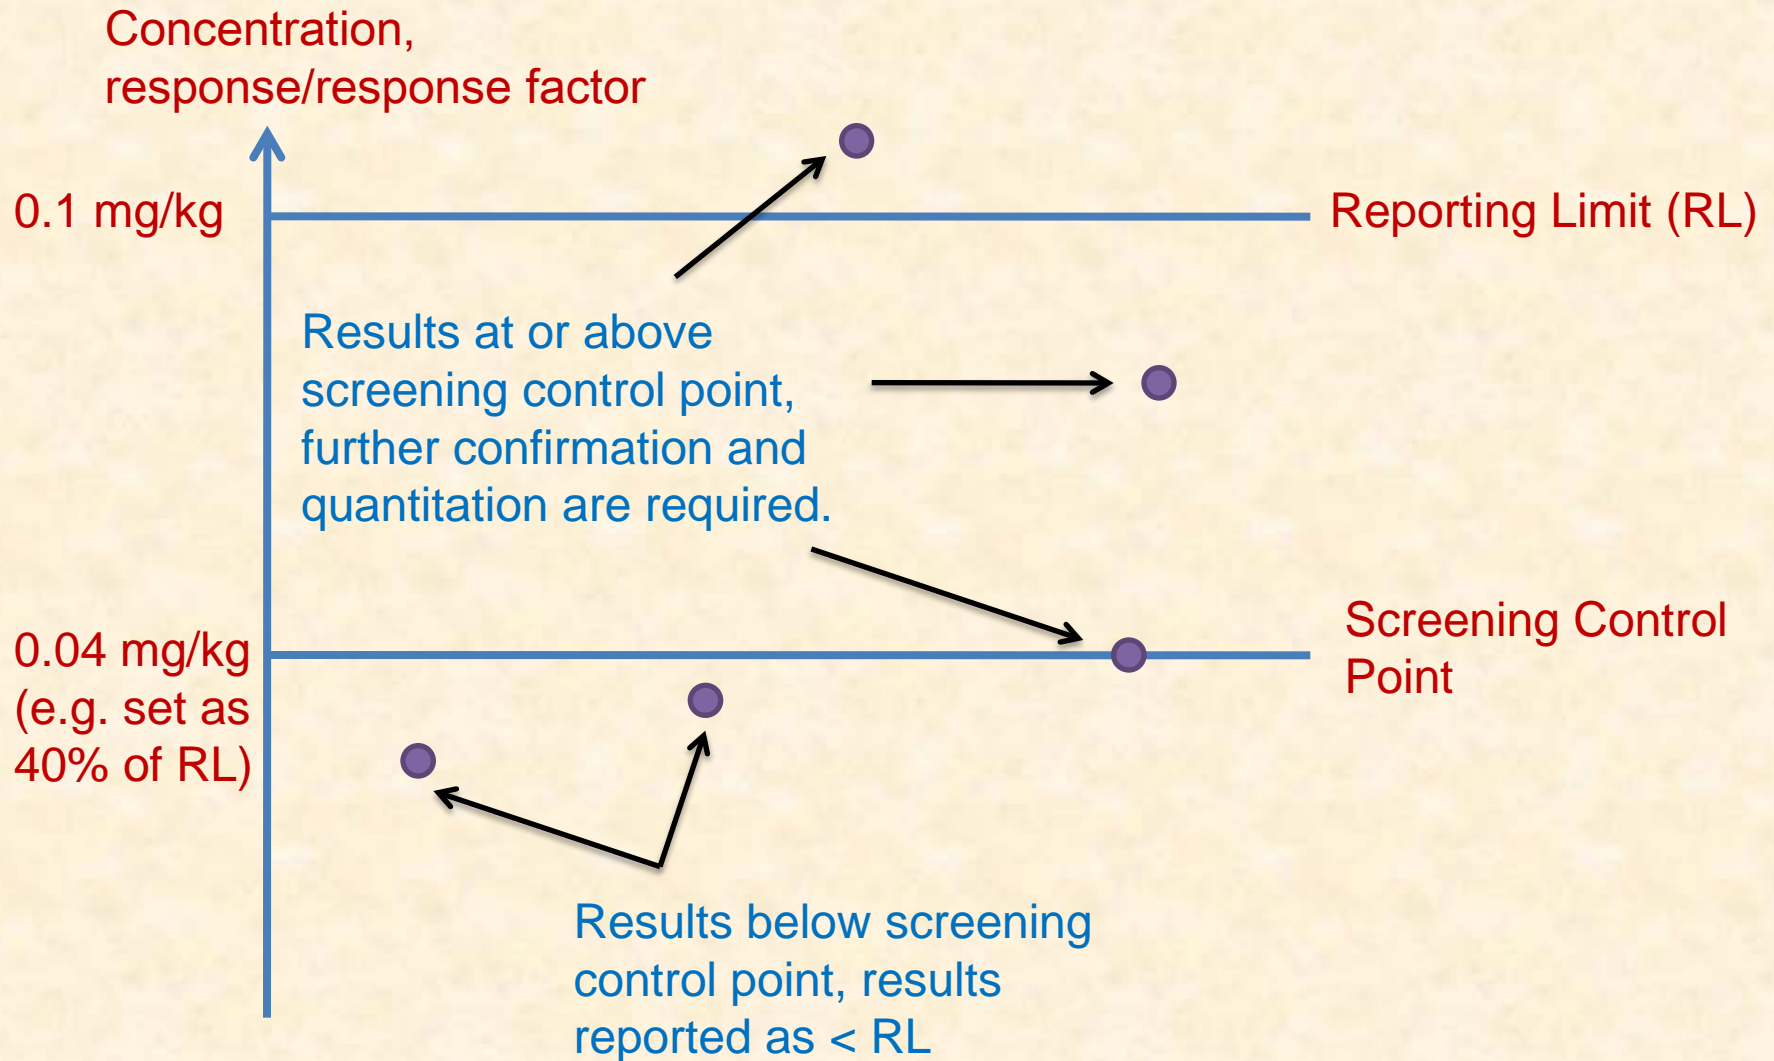 Concentration,
response/response factor
0.1 mg/kg
Reporting Limit (RL)
Results at or above
screening control point,
further confirmation and
quantitation are required.
0.04 mg/kg
(e.g. set as
40% of RL)
Screening Control
Point
Results below screening
control point, results
reported as < RL